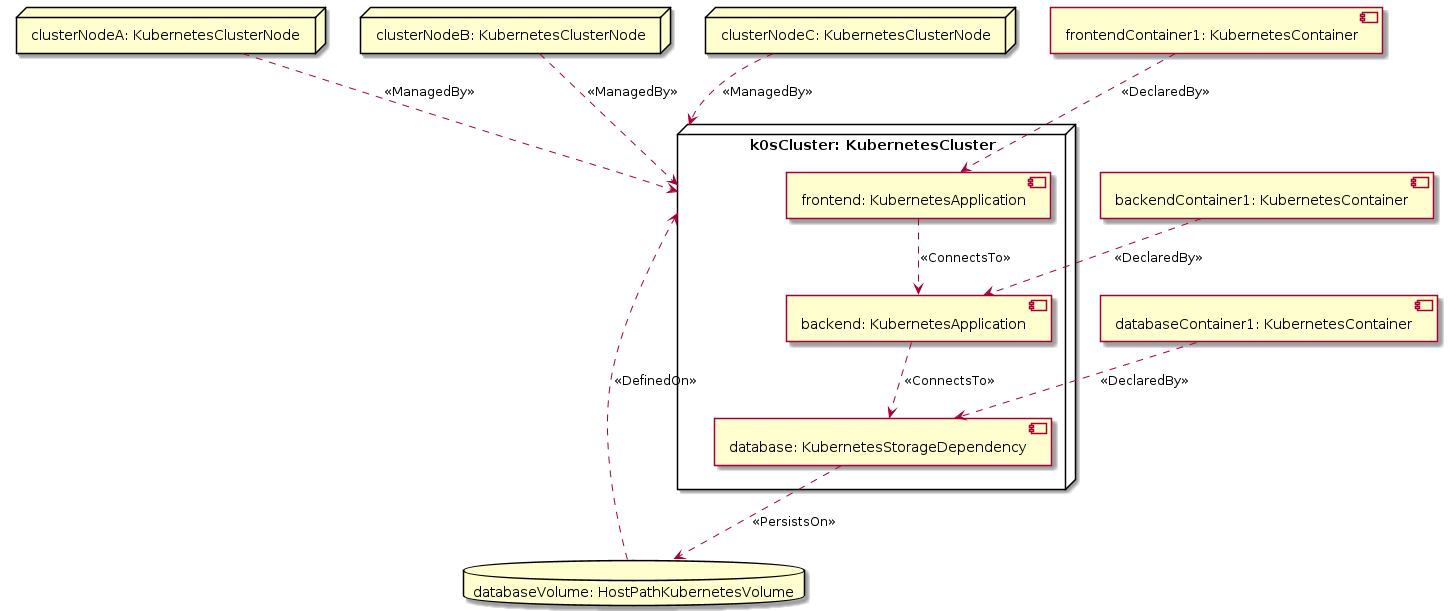 clusterNodeA: KubernetesClusterNode
clusterNodeB: KubernetesClusterNode
clusterNodeC: KubernetesClusterNode
frontendContainer1: KubernetesContainer
«ManagedBy»
«ManagedBy»
«ManagedBy»
«DeclaredBy»
k0sCluster: KubernetesCluster
frontend: KubernetesApplication
backendContainer1: KubernetesContainer
«ConnectsTo»
«DeclaredBy»
backend: KubernetesApplication
databaseContainer1: KubernetesContainer
«DefinedOn»
«ConnectsTo»
«DeclaredBy»
database: KubernetesStorageDependency
«PersistsOn»
databaseVolume: HostPathKubernetesVolume